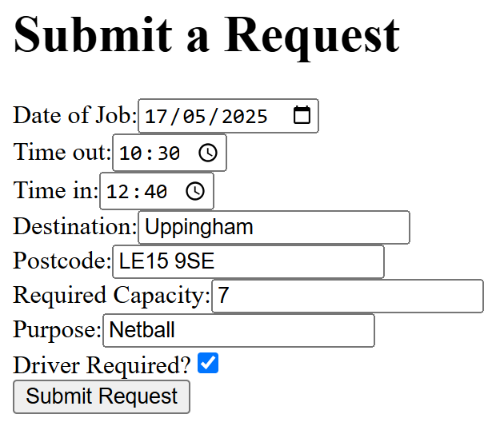 Submit a Request
Date of Job: 17/05/2025
Time out: 10:30
Time in: 12:40
Destination: Uppingham
Postcode: LE15 9SE
Required Capacity: 7
Purpose: Netball
Driver Required?
Submit Request